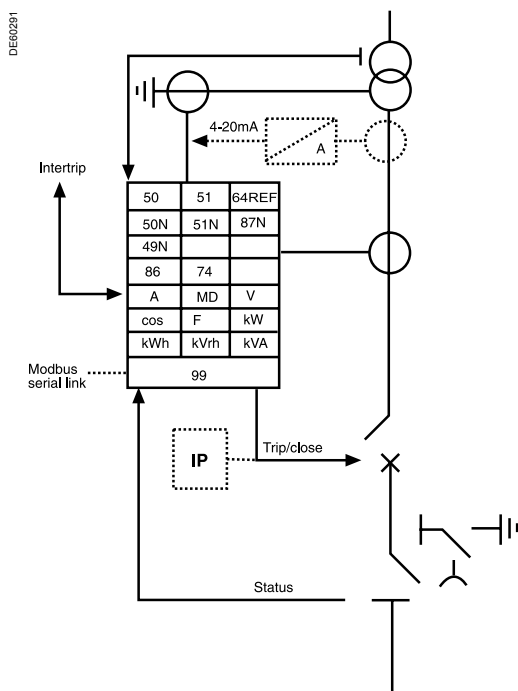 DE60291
4-20mA
A
Intertrip
50 51 64REF
50N 51N 87N
49N
86 74
A MD V
cos F kW
kWh kVrh kVA
99
Modbus
serial link
IP
Trip/close
Status